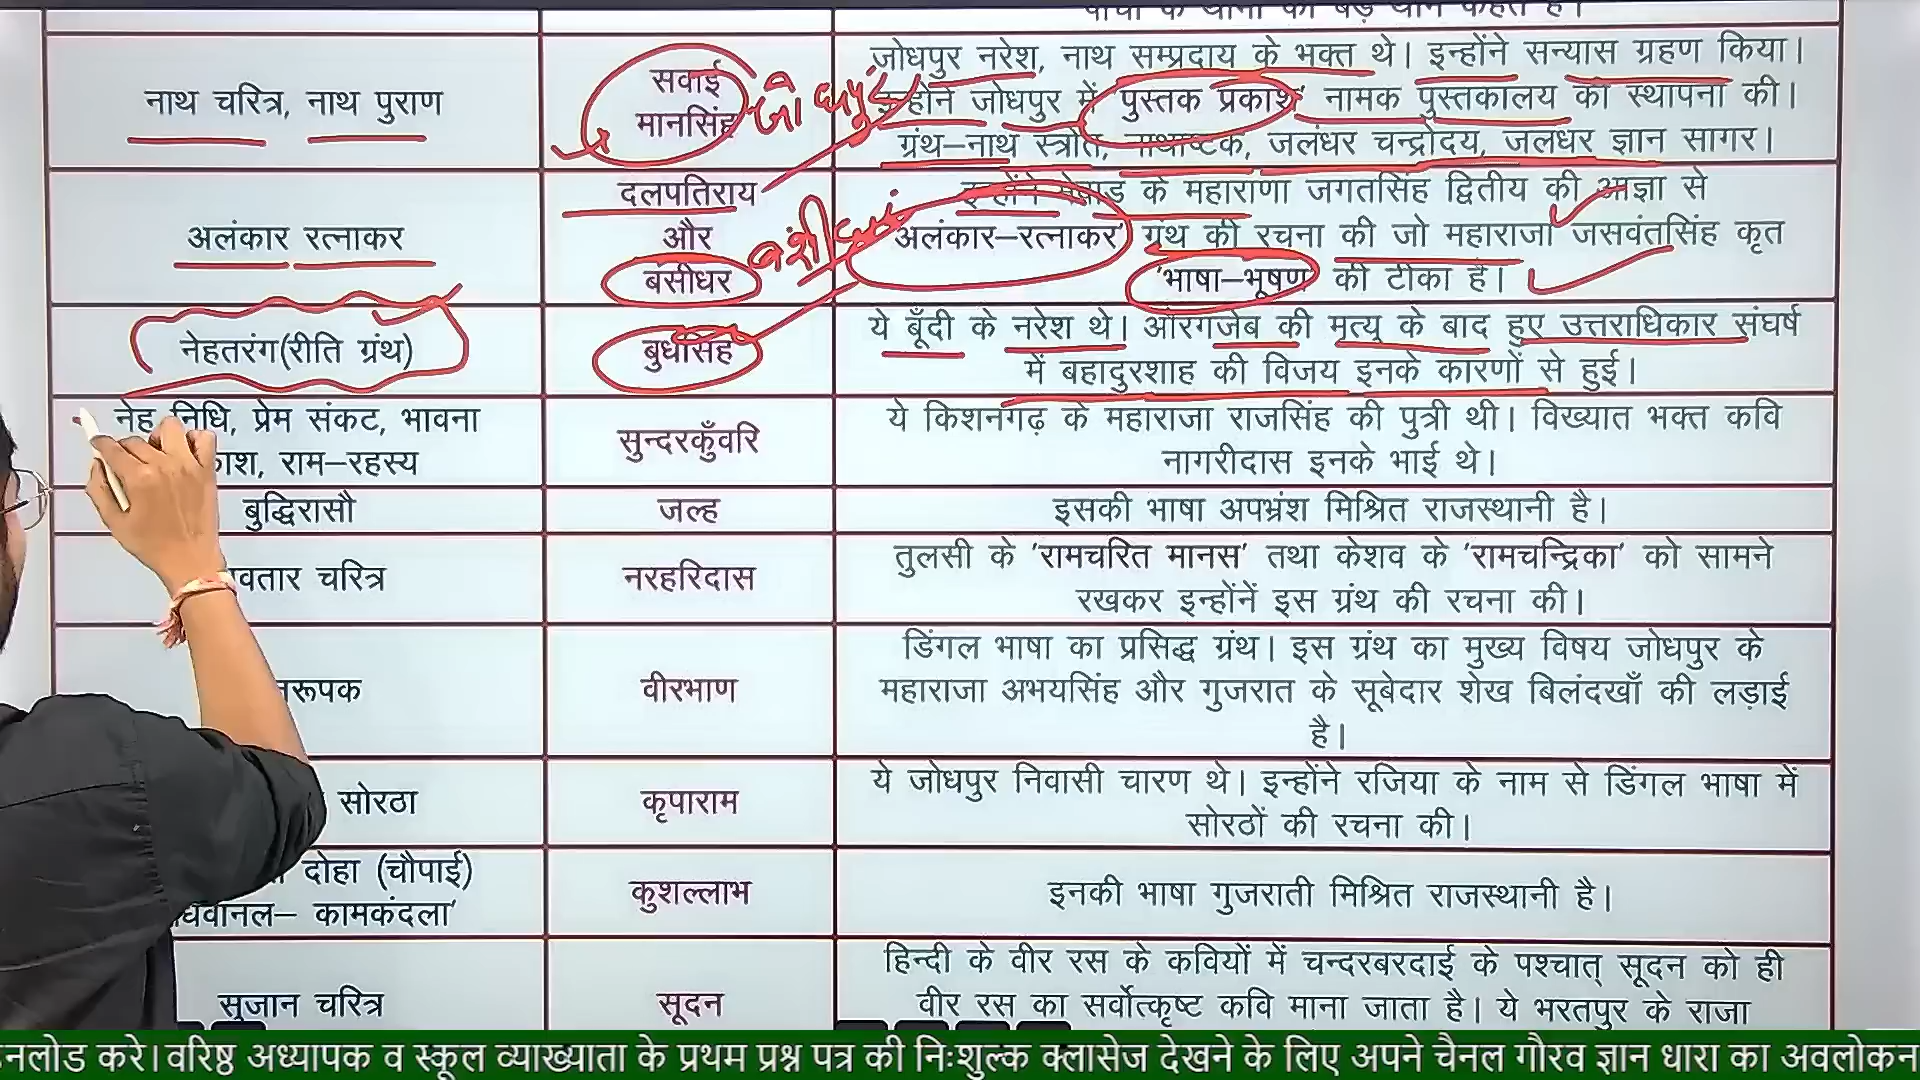 नाथ चरित्र, नाथ पुराण
सवाई
मानसिंह
जोधपुर
जोधपुर नरेश, नाथ सम्प्रदाय के भक्त थे। इन्होंने सन्यास ग्रहण किया।
इन्होंने जोधपुर में 'पुस्तक प्रकाश' नामक पुस्तकालय की स्थापना की।
ग्रंथ–नाथ स्त्रोत, नाथाष्टक, जलंधर चन्द्रोदय, जलधर ज्ञान सागर।
अलंकार रत्नाकर
दलपतिराय
और
बंसीधर
बंशीधर
इन्होंने मेवाड़ के महाराणा जगतसिंह द्वितीय की आज्ञा से
'अलंकार–रत्नाकर' ग्रंथ की रचना की जो महाराजा जसवंतसिंह कृत
'भाषा–भूषण' की टीका है।
नेहतरंग(रीति ग्रंथ)
बुधसिंह
ये बूँदी के नरेश थे। औरंगजेब की मृत्यु के बाद हुए उत्तराधिकार संघर्ष
में बहादुरशाह की विजय इनके कारणों से हुई।
नेह निधि, प्रेम संकट, भावना
राम–रहस्य
सुन्दरकुँवरि
ये किशनगढ़ के महाराजा राजसिंह की पुत्री थी। विख्यात भक्त कवि
नागरीदास इनके भाई थे।
बुद्धिरासौ
जल्ह
इसकी भाषा अपभ्रंश मिश्रित राजस्थानी है।
चरित्र
नरहरिदास
तुलसी के 'रामचरित मानस' तथा केशव के 'रामचन्द्रिका' को सामने
रखकर इन्होंनें इस ग्रंथ की रचना की।
रूपक
वीरभाण
डिंगल भाषा का प्रसिद्ध ग्रंथ। इस ग्रंथ का मुख्य विषय जोधपुर के
महाराजा अभयसिंह और गुजरात के सूबेदार शेख बिलंदखाँ की लड़ाई
है।
सोरठा
कृपाराम
ये जोधपुर निवासी चारण थे। इन्होंने रजिया के नाम से डिंगल भाषा में
सोरठों की रचना की।
दोहा (चौपाई)
कामकंदला'
कुशल्लाभ
इनकी भाषा गुजराती मिश्रित राजस्थानी है।
सुजान चरित्र
सूदन
हिन्दी के वीर रस के कवियों में चन्दरबरदाई के पश्चात् सूदन को ही
वीर रस का सर्वोत्कृष्ट कवि माना जाता है। ये भरतपुर के राजा
नलोड करे। वरिष्ठ अध्यापक व स्कूल व्याख्याता के प्रथम प्रश्न पत्र की निःशुल्क क्लासेज देखने के लिए अपने चैनल गौरव ज्ञान धारा का अवलोकन